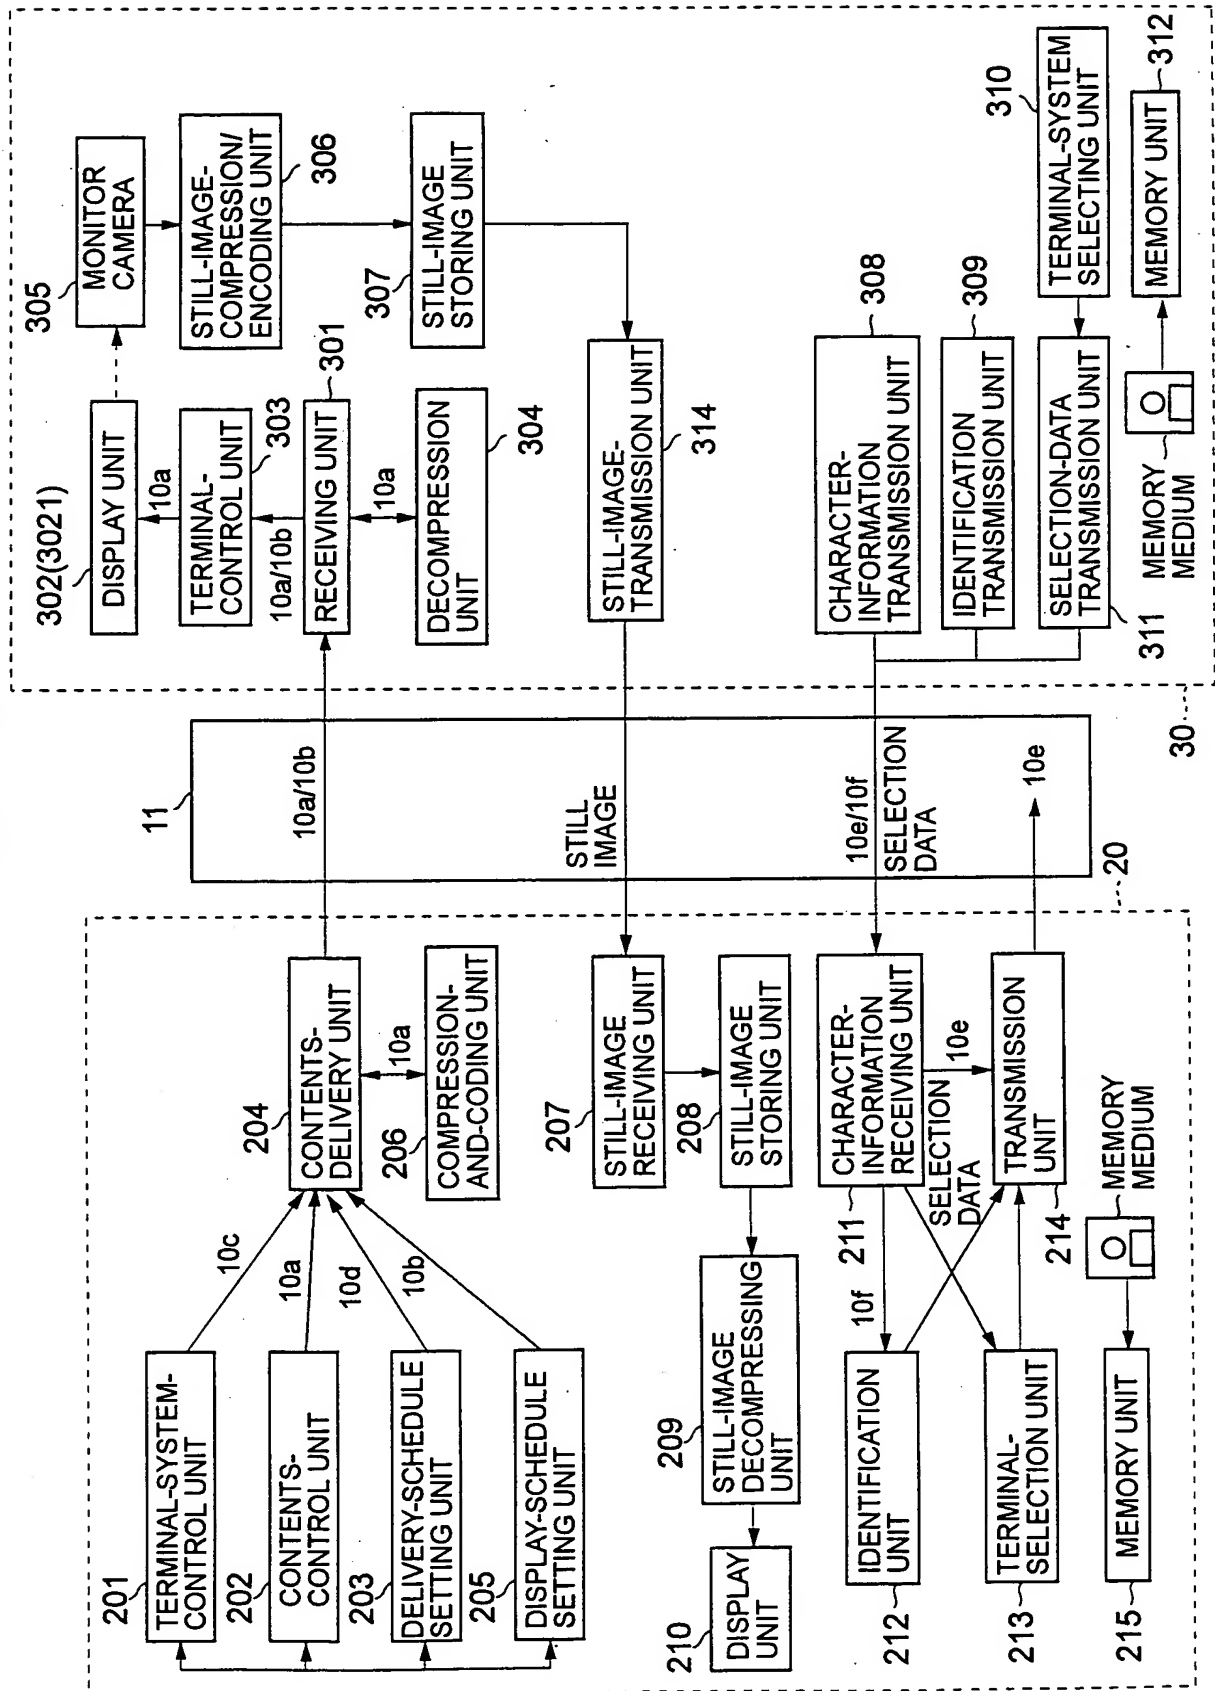 201
TERMINAL-SYSTEM-
CONTROL UNIT
202
CONTENTS-
CONTROL UNIT
203
DELIVERY-SCHEDULE
SETTING UNIT
205
DISPLAY-SCHEDULE
SETTING UNIT
10c
10a
10d
10b
204
CONTENTS-
DELIVERY UNIT
10a
206
COMPRESSION-
AND-CODING UNIT
207
STILL-IMAGE
RECEIVING UNIT
208
STILL-IMAGE
STORING UNIT
209
STILL-IMAGE
DECOMPRESSING
UNIT
210
DISPLAY
UNIT
211
CHARACTER-
INFORMATION
RECEIVING UNIT
10f
SELECTION
DATA
10e
212
IDENTIFICATION
UNIT
213
TERMINAL-
SELECTION UNIT
214
TRANSMISSION
UNIT
215
MEMORY UNIT
MEMORY
MEDIUM
20
11
10a/10b
STILL
IMAGE
10e/10f
SELECTION
DATA
10e
30
302(3021)
DISPLAY UNIT
10a
TERMINAL-
CONTROL UNIT
303
10a/10b
RECEIVING UNIT
301
10a
DECOMPRESSION
UNIT
304
305
MONITOR
CAMERA
STILL-IMAGE-
COMPRESSION/
ENCODING UNIT
306
307
STILL-IMAGE
STORING UNIT
STILL-IMAGE-
TRANSMISSION UNIT
314
CHARACTER-
INFORMATION
TRANSMISSION UNIT
308
IDENTIFICATION
TRANSMISSION UNIT
309
SELECTION-DATA
TRANSMISSION UNIT
311
310
TERMINAL-SYSTEM
SELECTING UNIT
MEMORY
MEDIUM
MEMORY UNIT
312